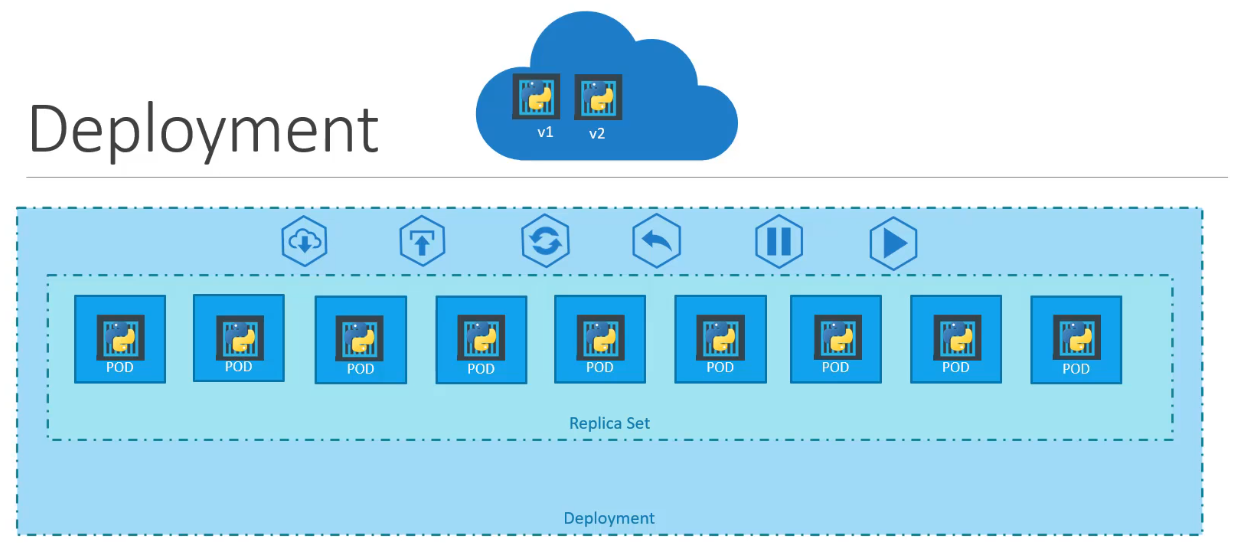 Deployment
v1 v2
POD POD POD POD POD POD POD POD POD
Replica Set
Deployment